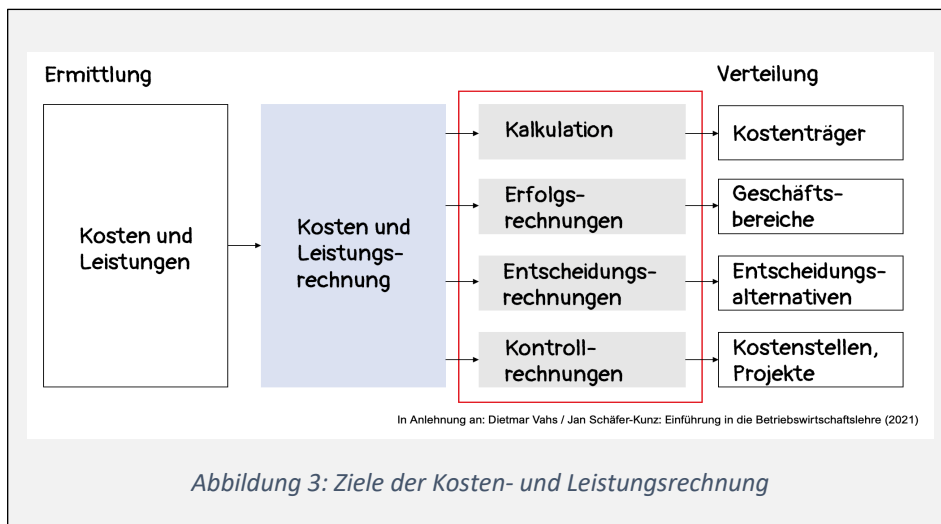 Ermittlung
Verteilung
Kosten und
Leistungen
Kosten und
Leistungs-
rechnung
Kalkulation
Kostenträger
Erfolgs-
rechnungen
Geschäfts-
bereiche
Entscheidungs-
rechnungen
Entscheidungs-
alternativen
Kontroll-
rechnungen
Kostenstellen,
Projekte
In Anlehnung an: Dietmar Vahs / Jan Schäfer-Kunz: Einführung in die Betriebswirtschaftslehre (2021)
Abbildung 3: Ziele der Kosten- und Leistungsrechnung